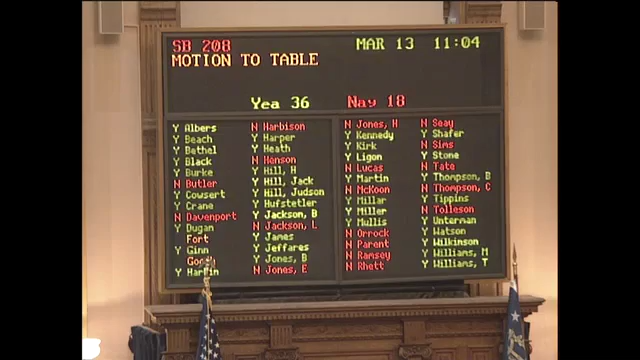 SB 208 MAR 13 11:04
MOTION TO TABLE
Yea 36 Nay 18
Y Albers
Y Beach
Y Bethel
Y Black
Y Burke
N Butler
Y Cowsert
Y Crane
N Davenport
Y Dugan
Fort
Y Ginn
Y Harbin
N Harbison
Y Harper
Y Heath
N Henson
Y Hill, H
Y Hill, Jack
Y Hill, Judson
Y Hufstetler
Y Jackson, B
N Jackson, L
Y James
Y Jeffares
Y Jones, B
N Jones, E
N Jones, H
Y Kennedy
Y Kirk
Y Ligon
N Lucas
Y Martin
N McKoon
Y Millar
Y Miller
Y Mullis
N Orrock
N Parent
N Ramsey
N Rhett
N Seay
Y Shafer
N Sims
Y Stone
N Tate
Y Thompson, B
N Thompson, C
Y Tippins
N Tolleson
Y Unterman
Y Watson
Y Wilkinson
Y Williams, M
Y Williams, T